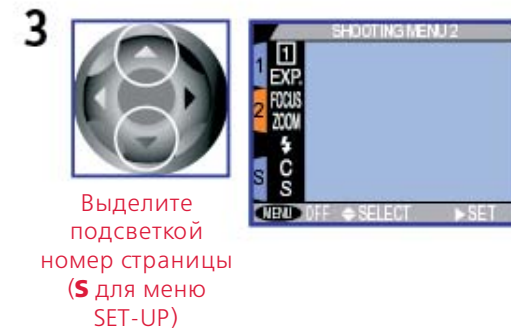 3
SHOOTING MENU 2
1
1
EXP.
2
FOCUS
ZOOM
S
C
S
MENU OFF SELECT SET
Выделите
подсветкой
номер страницы
(S для меню
SET-UP)